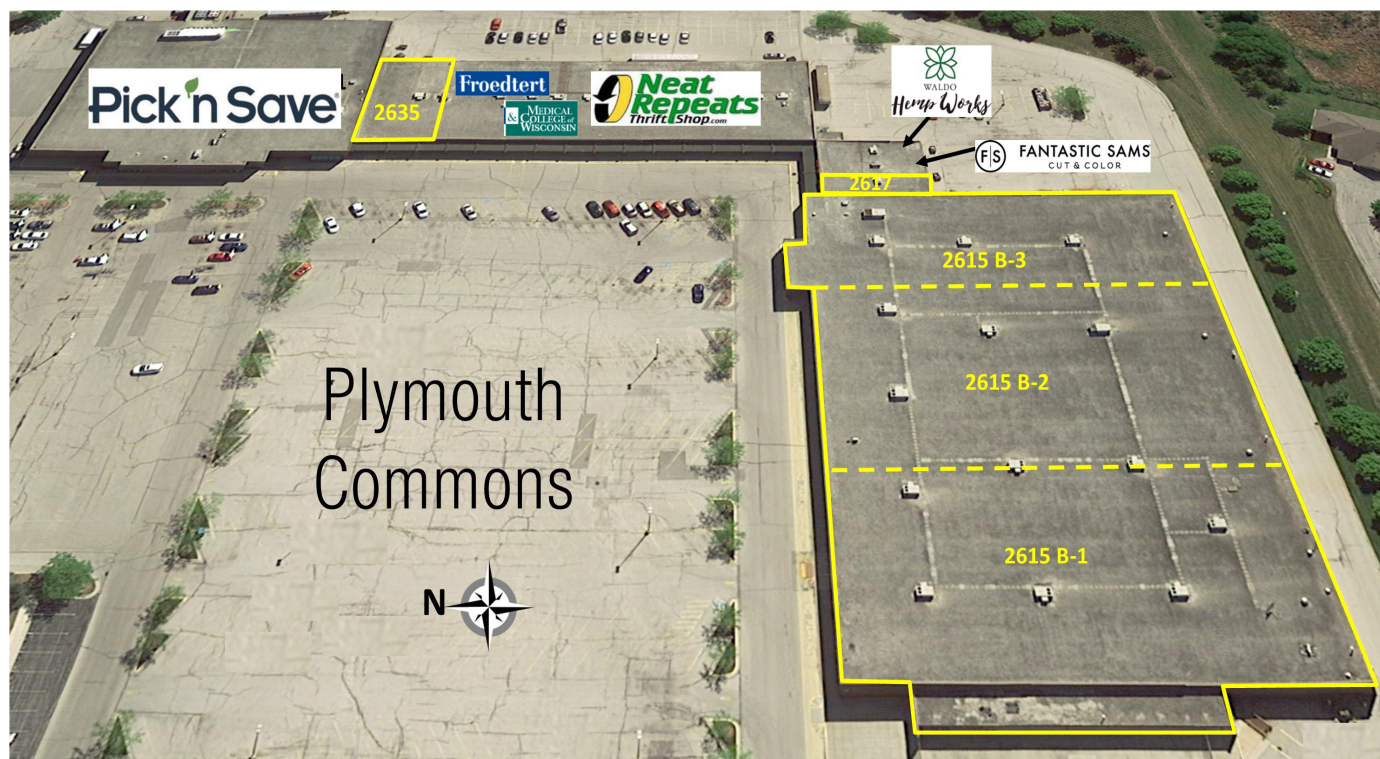 Pick 'n Save
2635
Froedtert
& MEDICAL
COLLEGE of
WISCONSIN
Neat
Repeats
Thrift Shop.com
WALDO
Hemp Works
F|S FANTASTIC SAMS
CUT & COLOR
2617
2615 B-3
2615 B-2
2615 B-1
Plymouth
Commons
N